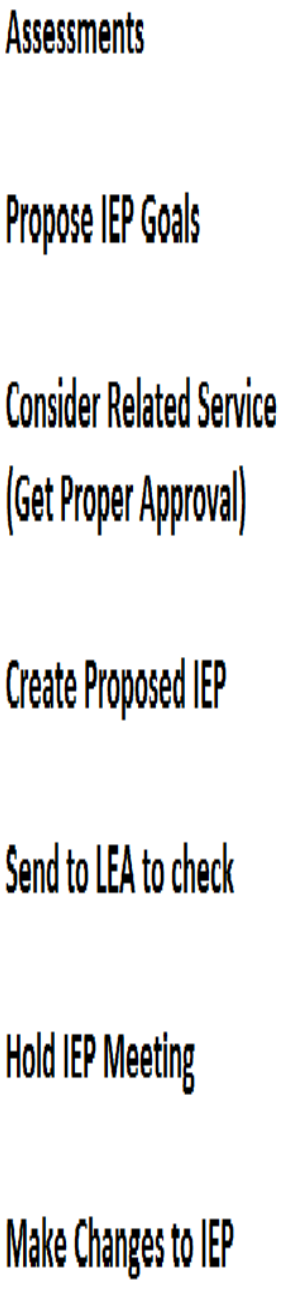 Assessments
Propose IEP Goals
Consider Related Service
(Get Proper Approval)
Create Proposed IEP
Send to LEA to check
Hold IEP Meeting
Make Changes to IEP